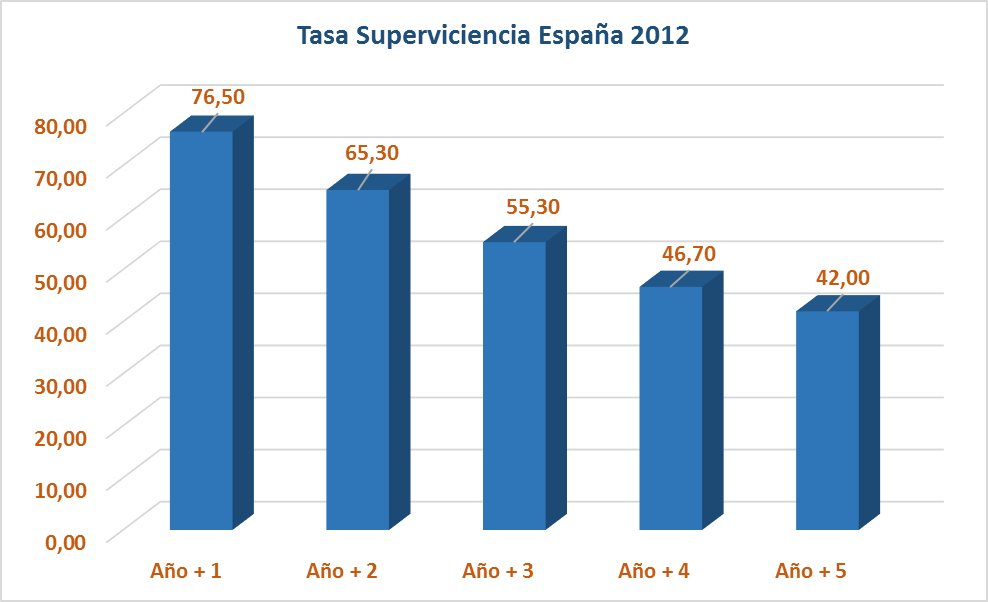 Tasa Superviciencia España 2012
76,50
65,30
55,30
46,70
42,00
80,00
70,00
60,00
50,00
40,00
30,00
20,00
10,00
0,00
Año + 1
Año + 2
Año + 3
Año + 4
Año + 5